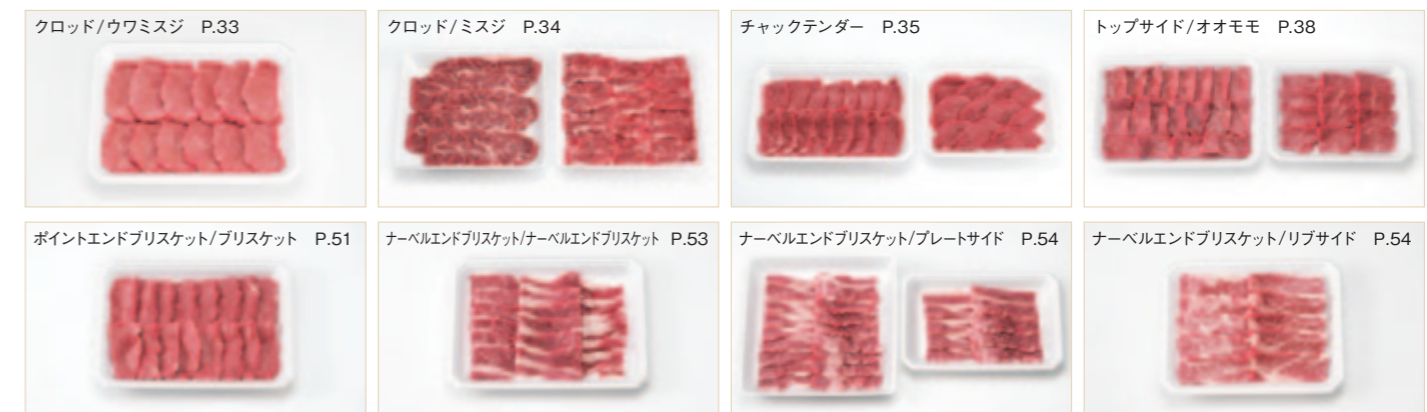 クロッド/ウワミスジ P.33
クロッド/ミスジ P.34
チャックテンダー P.35
トップサイド/オオモモ P.38
ポイントエンドブリスケット/ブリスケット P.51
ナーベルエンドブリスケット/ナーベルエンドブリスケット P.53
ナーベルエンドブリスケット/プレートサイド P.54
ナーベルエンドブリスケット/リブサイド P.54